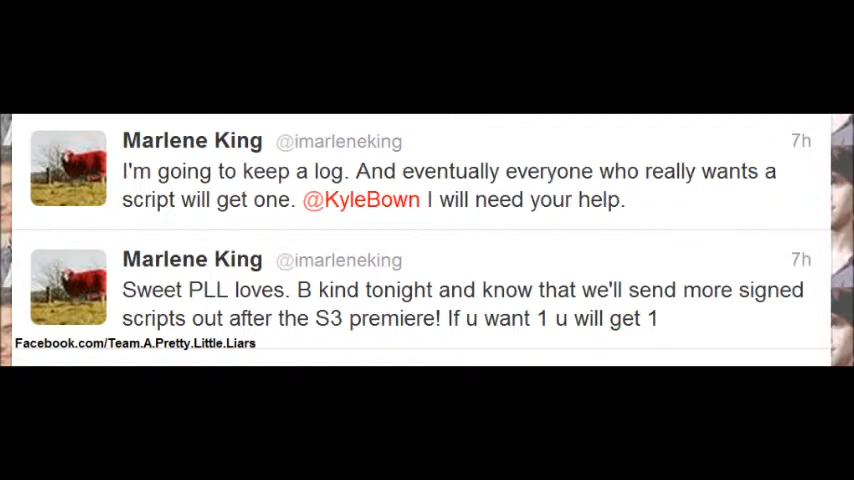 Marlene King @imarleneking 7h
I'm going to keep a log. And eventually everyone who really wants a
script will get one. @KyleBown I will need your help.
Marlene King @imarleneking 7h
Sweet PLL loves. B kind tonight and know that we'll send more signed
scripts out after the S3 premiere! If u want 1 u will get 1
Facebook.com/Team.A.Pretty.Little.Liars